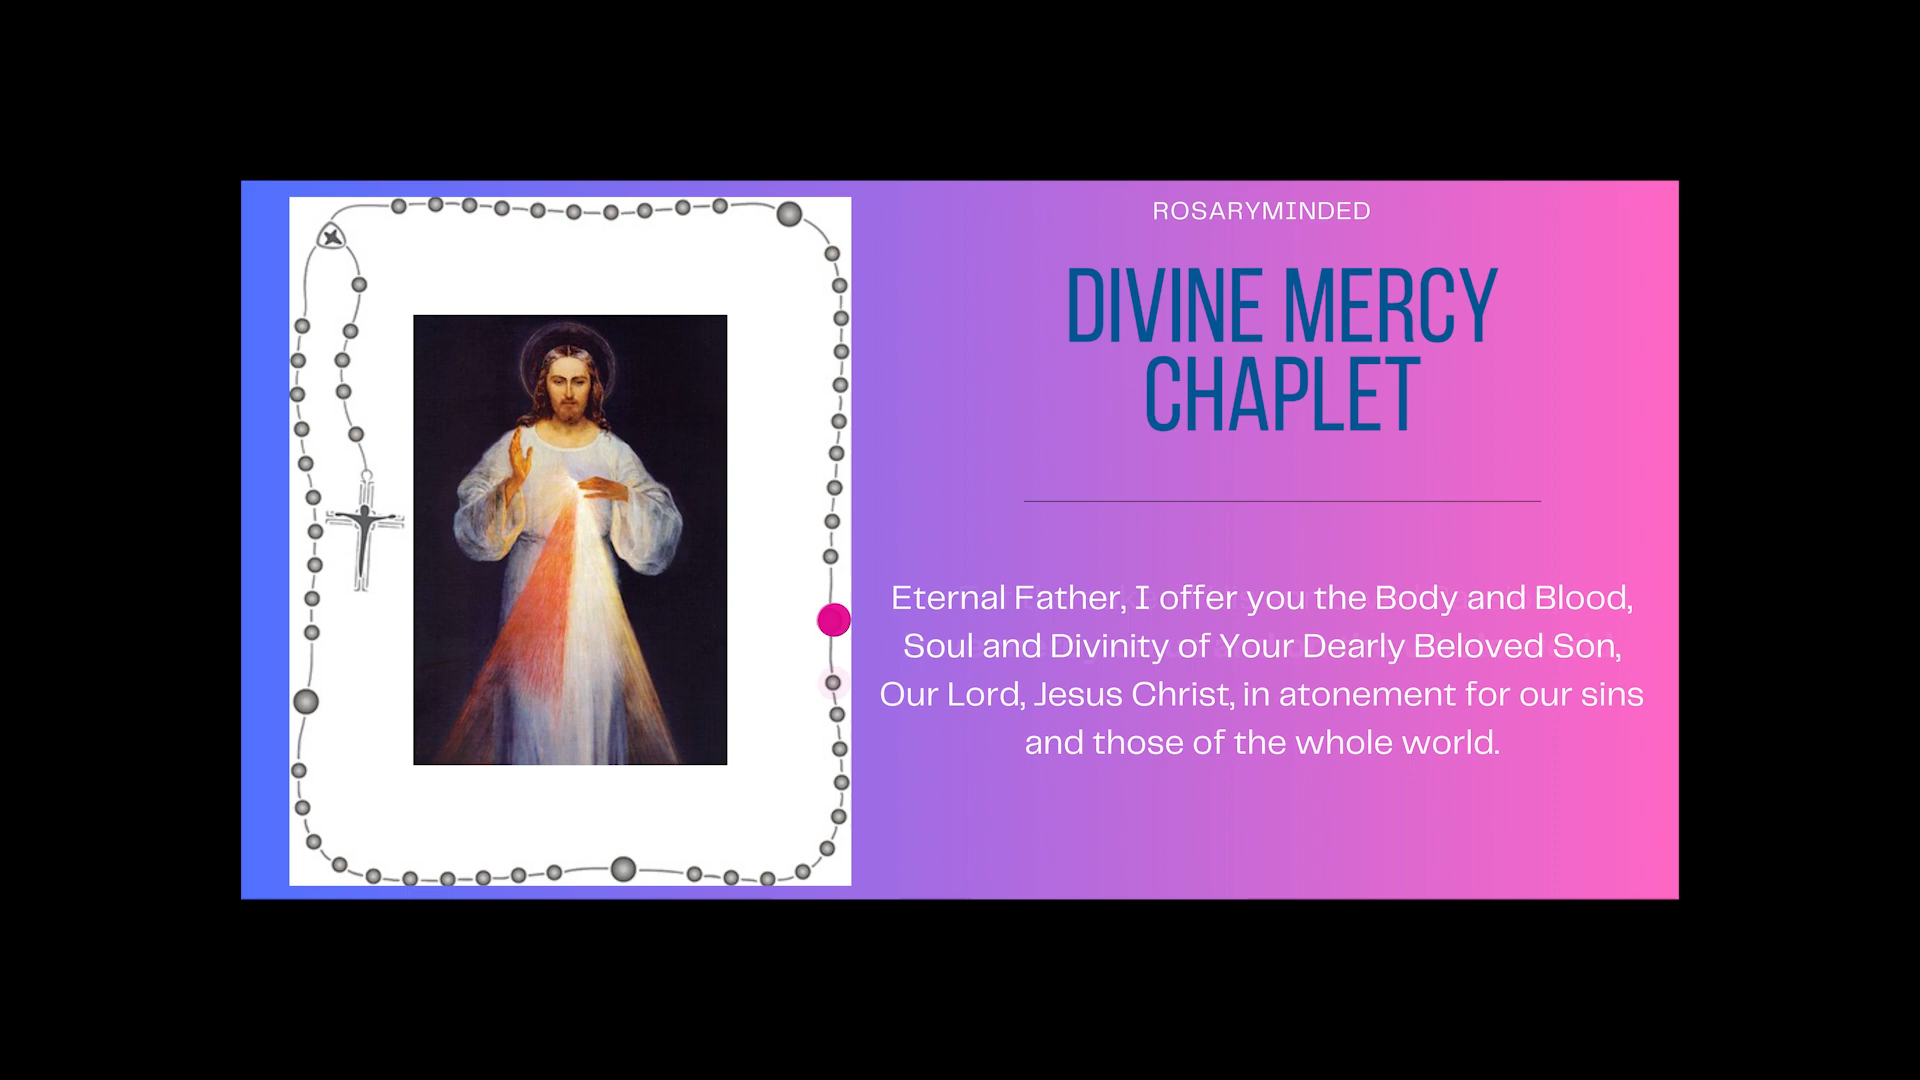 ROSARYMINDED
DIVINE MERCY
CHAPLET
Eternal Father, I offer you the Body and Blood,
Soul and Divinity of Your Dearly Beloved Son,
Our Lord, Jesus Christ, in atonement for our sins
and those of the whole world.